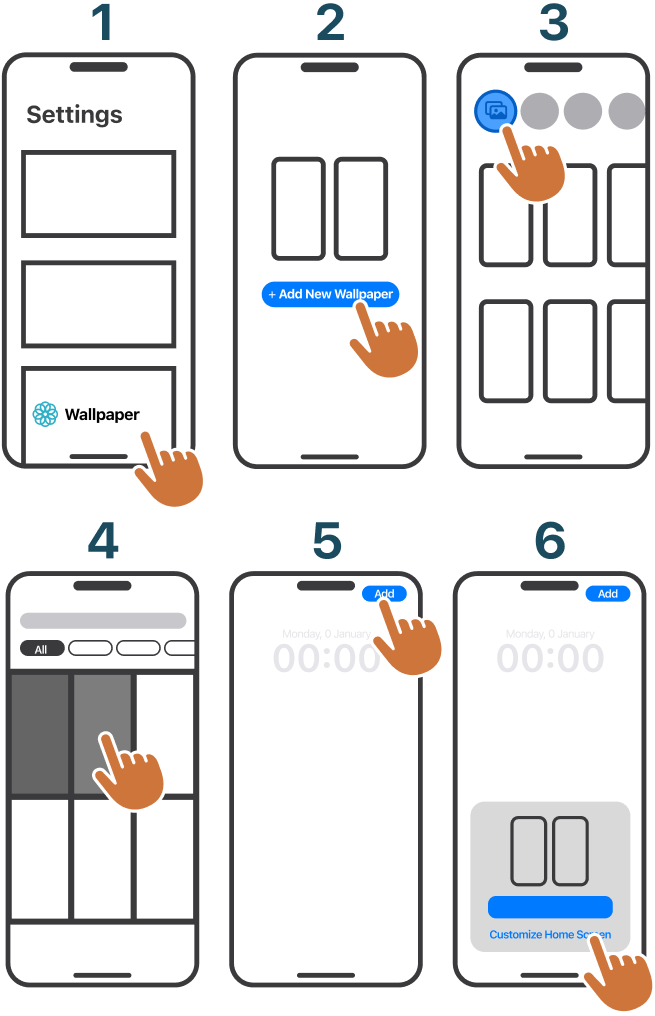 1
2
3
Settings
Wallpaper
+ Add New Wallpaper
4
5
6
All
Add
Monday, 0 January
00:00
Add
Monday, 0 January
00:00
Customize Home Screen